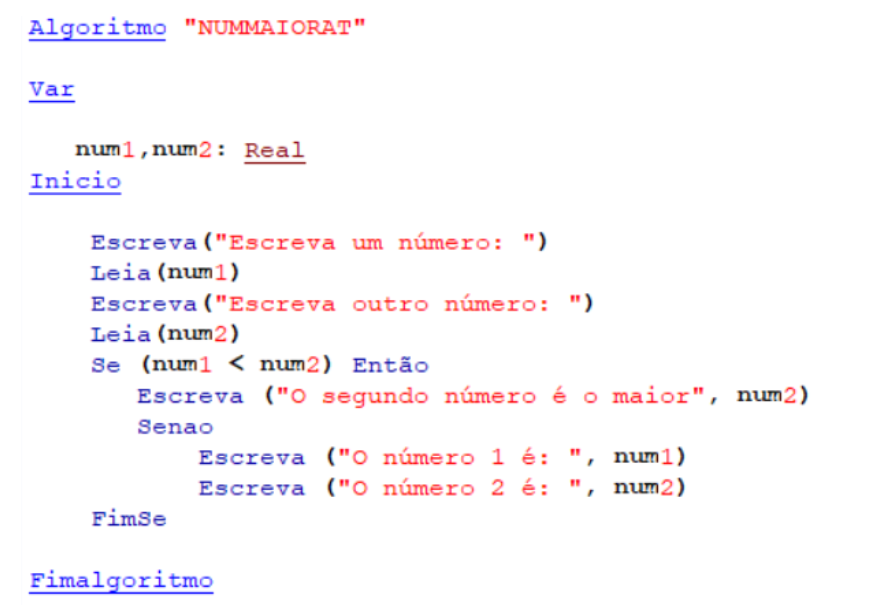 Algoritmo "NUMMAIORAT"
Var
num1,num2: Real
Inicio
Escreva("Escreva um número: ")
Leia(num1)
Escreva("Escreva outro número: ")
Leia(num2)
Se (num1 < num2) Então
Escreva ("O segundo número é o maior", num2)
Senao
Escreva ("O número 1 é: ", num1)
Escreva ("O número 2 é: ", num2)
FimSe
Fimalgoritmo